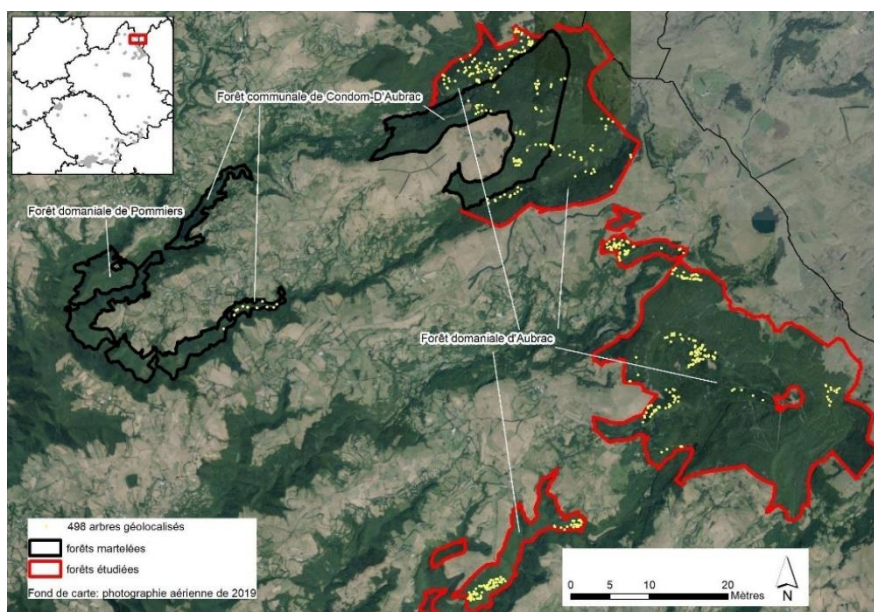 Forêt communale de Condom-D'Aubrac
Forêt domaniale de Pommiers
Forêt domaniale d'Aubrac
498 arbres géolocalisés
forêts martelées
forêts étudiées
Fond de carte: photographie aérienne de 2019
0 5 10 20
Mètres
N